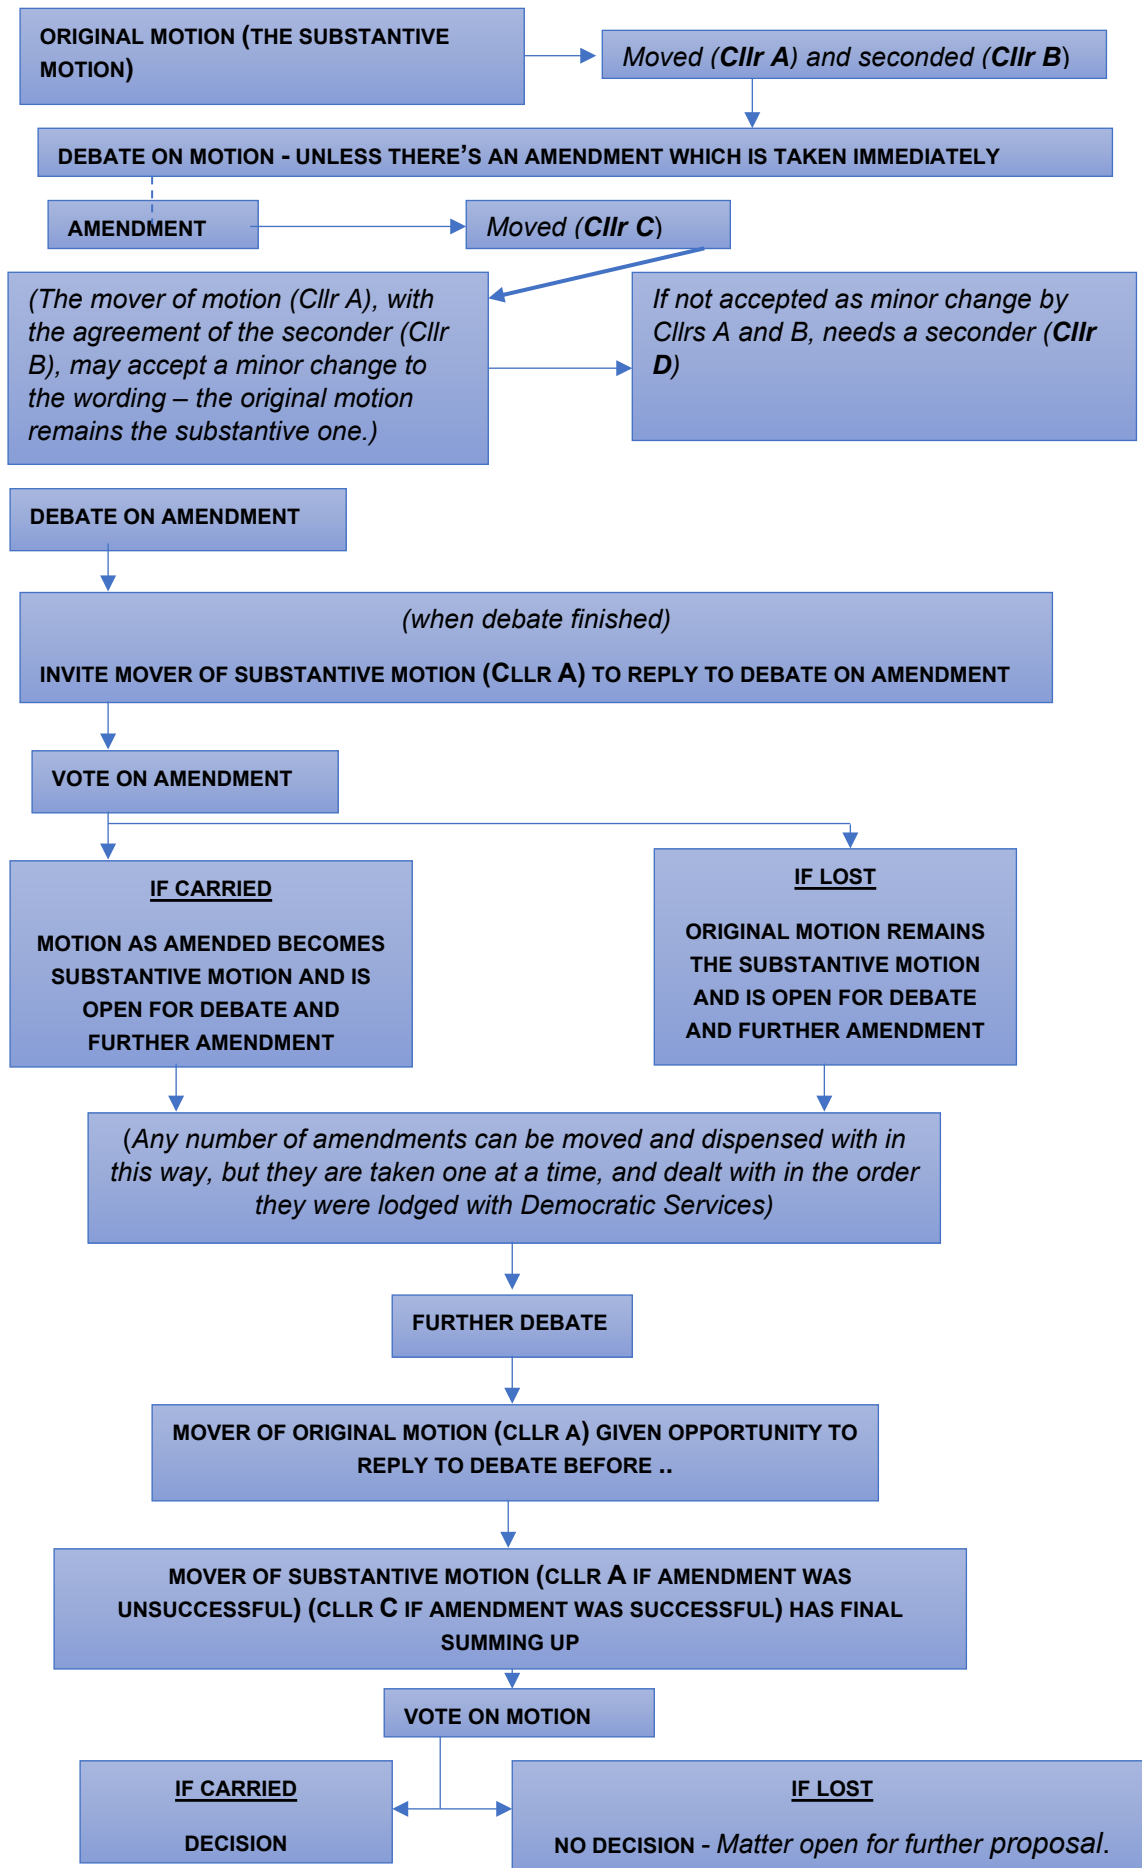 ORIGINAL MOTION (THE SUBSTANTIVE
MOTION)
Moved (Cllr A) and seconded (Cllr B)
DEBATE ON MOTION - UNLESS THERE’S AN AMENDMENT WHICH IS TAKEN IMMEDIATELY
AMENDMENT
Moved (Cllr C)
(The mover of motion (Cllr A), with
the agreement of the seconder (Cllr
B), may accept a minor change to
the wording – the original motion
remains the substantive one.)
If not accepted as minor change by
Cllrs A and B, needs a seconder (Cllr
D)
DEBATE ON AMENDMENT
(when debate finished)
INVITE MOVER OF SUBSTANTIVE MOTION (CLLR A) TO REPLY TO DEBATE ON AMENDMENT
VOTE ON AMENDMENT
IF CARRIED
MOTION AS AMENDED BECOMES
SUBSTANTIVE MOTION AND IS
OPEN FOR DEBATE AND
FURTHER AMENDMENT
IF LOST
ORIGINAL MOTION REMAINS
THE SUBSTANTIVE MOTION
AND IS OPEN FOR DEBATE
AND FURTHER AMENDMENT
(Any number of amendments can be moved and dispensed with in
this way, but they are taken one at a time, and dealt with in the order
they were lodged with Democratic Services)
FURTHER DEBATE
MOVER OF ORIGINAL MOTION (CLLR A) GIVEN OPPORTUNITY TO
REPLY TO DEBATE BEFORE ..
MOVER OF SUBSTANTIVE MOTION (CLLR A IF AMENDMENT WAS
UNSUCCESSFUL) (CLLR C IF AMENDMENT WAS SUCCESSFUL) HAS FINAL
SUMMING UP
VOTE ON MOTION
IF CARRIED
DECISION
IF LOST
NO DECISION - Matter open for further proposal.